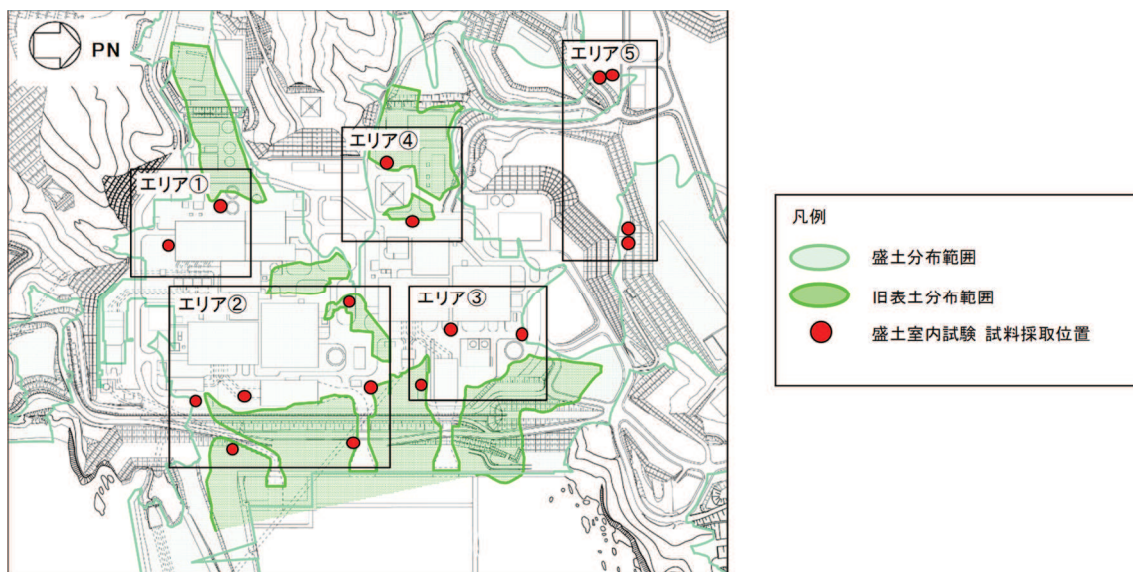 PN
エリア⑤
エリア④
エリア①
エリア②
エリア③
凡例
盛土分布範囲
旧表土分布範囲
盛土室内試験 試料採取位置